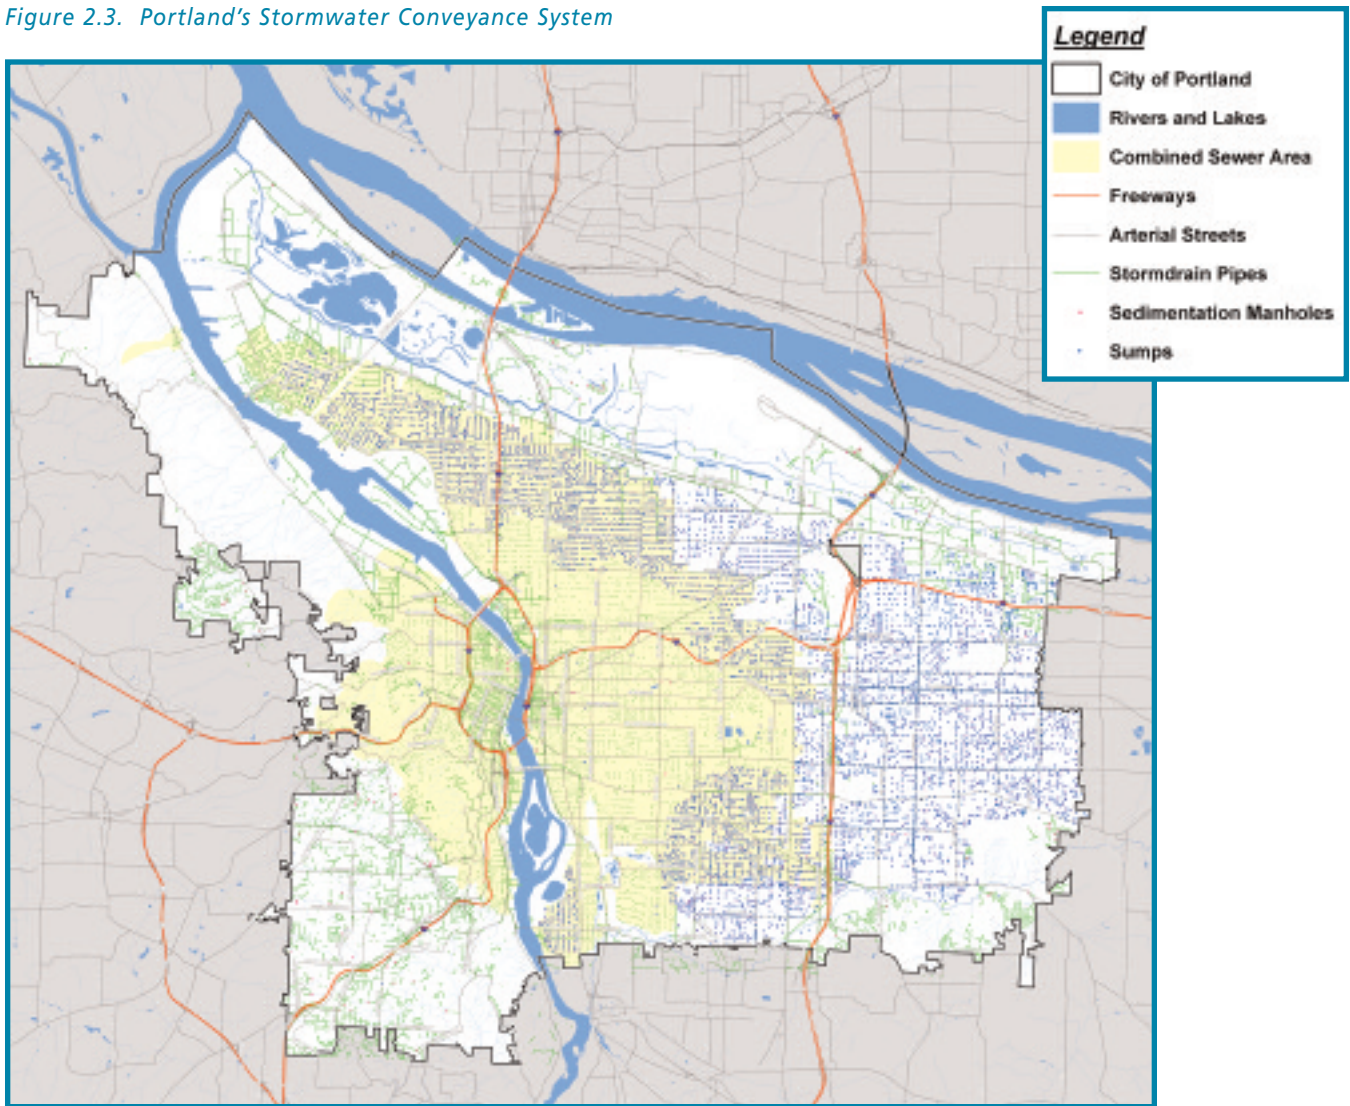 Figure 2.3. Portland's Stormwater Conveyance System
Legend
City of Portland
Rivers and Lakes
Combined Sewer Area
Freeways
Arterial Streets
Stormdrain Pipes
Sedimentation Manholes
Sumps